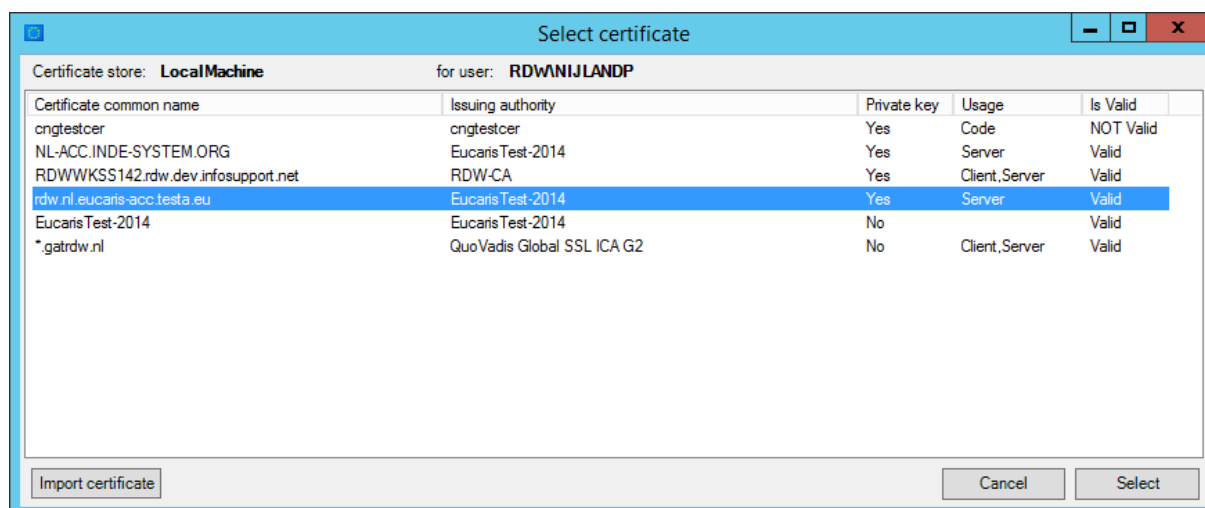 Select certificate
Certificate store: LocalMachine for user: RDW\NIJLANDP
Certificate common name Issuing authority Private key Usage Is Valid
cngtestcer cngtestcer Yes Code NOT Valid
NL-ACC.INDE-SYSTEM.ORG EucarisTest-2014 Yes Server Valid
RDWWKSS142.rdw.dev.infosupport.net RDW-CA Yes Client,Server Valid
rdw.nl.eucaris-acc.testa.eu EucarisTest-2014 Yes Server Valid
EucarisTest-2014 EucarisTest-2014 No Valid
*.gatrdw.nl QuoVadis Global SSL ICA G2 No Client,Server Valid
Import certificate Cancel Select